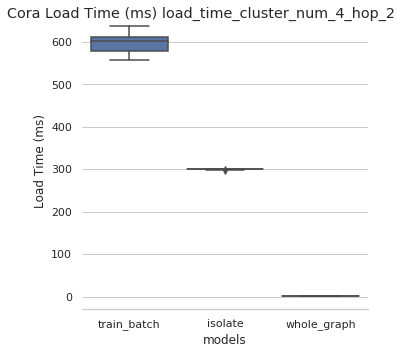 Cora Load Time (ms) load_time_cluster_num_4_hop_2
600
500
400
300
200
100
0
Load Time (ms)
train_batch
isolate
whole_graph
models